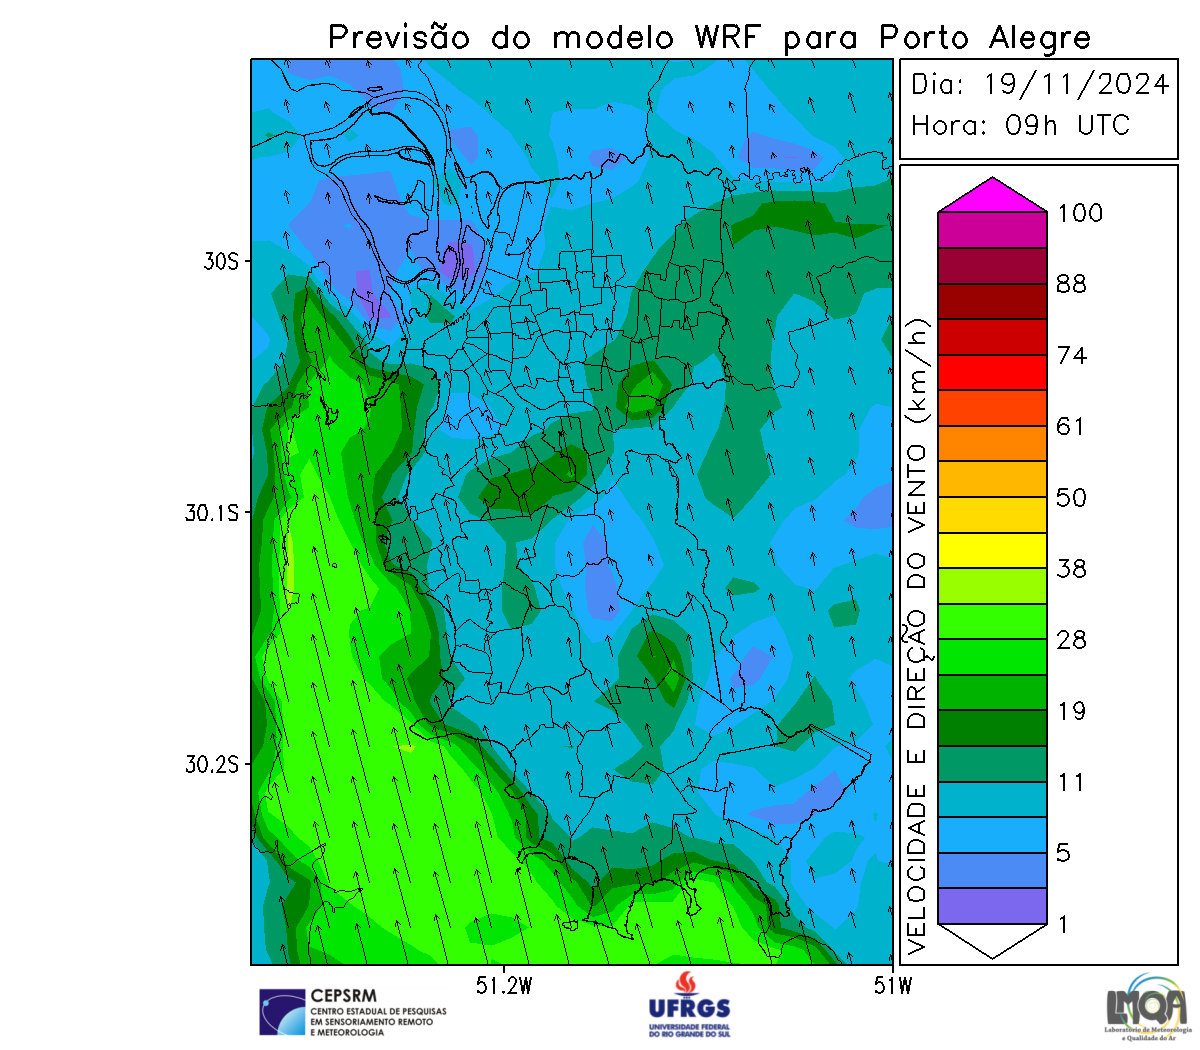 Previsão do modelo WRF para Porto Alegre
Dia: 19/11/2024
Hora: 09h UTC
100
88
74
61
50
38
28
19
11
5
1
VELOCIDADE E DIREÇÃO DO VENTO (km/h)
30S
30.1S
30.2S
51.2W
51W
CEPSRM
CENTRO ESTADUAL DE PESQUISAS
EM SENSORIAMENTO REMOTO
E METEOROLOGIA
UFRGS
UNIVERSIDADE FEDERAL
DO RIO GRANDE DO SUL
LMQA
Laboratório de Meteorologia
e Qualidade do Ar